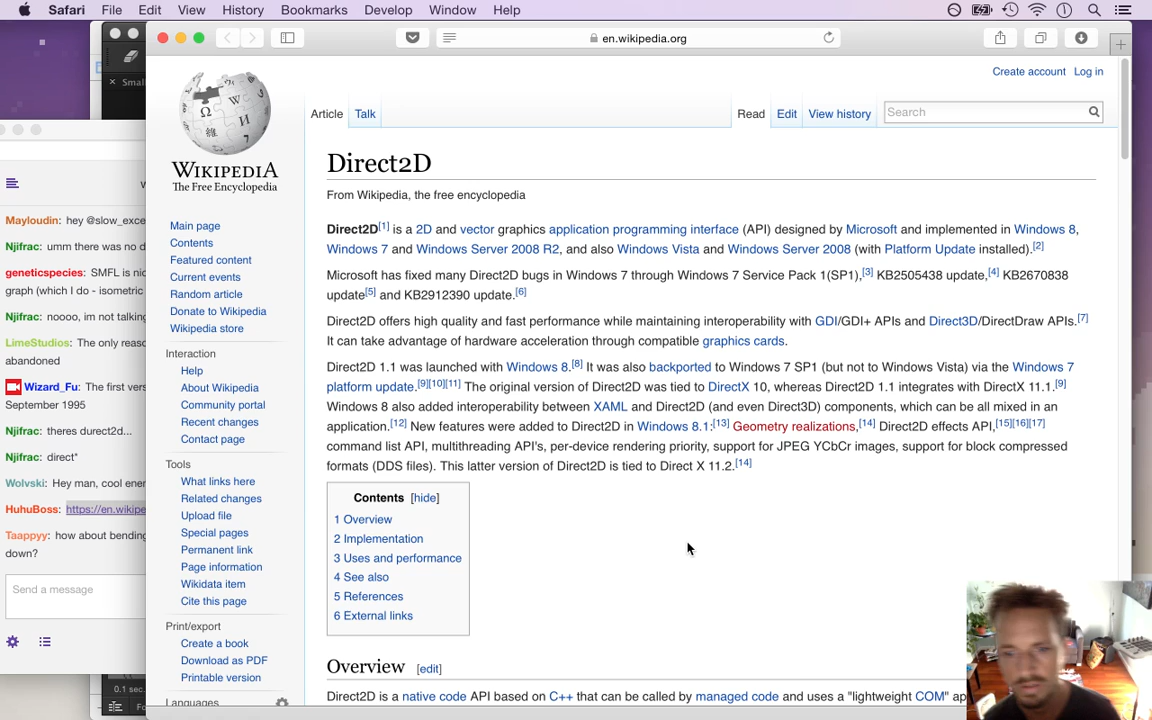 Safari File Edit View History Bookmarks Develop Window Help
en.wikipedia.org
Small
Create account Log in
Article Talk Read Edit View history Search
WIKIPEDIA
The Free Encyclopedia
Main page
Contents
Featured content
Current events
Random article
Donate to Wikipedia
Wikipedia store
Interaction
Help
About Wikipedia
Community portal
Recent changes
Contact page
Tools
What links here
Related changes
Upload file
Special pages
Permanent link
Page information
Wikidata item
Cite this page
Print/export
Create a book
Download as PDF
Printable version
Languages
Direct2D
From Wikipedia, the free encyclopedia
Direct2D[1] is a 2D and vector graphics application programming interface (API) designed by Microsoft and implemented in Windows 8,
Windows 7 and Windows Server 2008 R2, and also Windows Vista and Windows Server 2008 (with Platform Update installed).[2]
Microsoft has fixed many Direct2D bugs in Windows 7 through Windows 7 Service Pack 1(SP1),[3] KB2505438 update,[4] KB2670838
update[5] and KB2912390 update.[6]
Direct2D offers high quality and fast performance while maintaining interoperability with GDI/GDI+ APIs and Direct3D/DirectDraw APIs.[7]
It can take advantage of hardware acceleration through compatible graphics cards.
Direct2D 1.1 was launched with Windows 8.[8] It was also backported to Windows 7 SP1 (but not to Windows Vista) via the Windows 7
platform update.[9][10][11] The original version of Direct2D was tied to DirectX 10, whereas Direct2D 1.1 integrates with DirectX 11.1.[9]
Windows 8 also added interoperability between XAML and Direct2D (and even Direct3D) components, which can be all mixed in an
application.[12] New features were added to Direct2D in Windows 8.1:[13] Geometry realizations,[14] Direct2D effects API,[15][16][17]
command list API, multithreading API's, per-device rendering priority, support for JPEG YCbCr images, support for block compressed
formats (DDS files). This latter version of Direct2D is tied to Direct X 11.2.[14]
Contents [hide]
1 Overview
2 Implementation
3 Uses and performance
4 See also
5 References
6 External links
Overview [edit]
Direct2D is a native code API based on C++ that can be called by managed code and uses a "lightweight COM"
Mayloudin: hey @slow_exce
Njifrac: umm there was no d
geneticspecies: SMFL is nic
graph (which I do - isometric
Njifrac: noooo, im not talking
LimeStudios: The only reaso
abandoned
Wizard_Fu: The first vers
September 1995
Njifrac: theres durect2d...
Njifrac: direct*
Wolvski: Hey man, cool ener
HuhuBoss: https://en.wikipe
Taappyy: how about bending
down?
Send a message
0.1 sec.